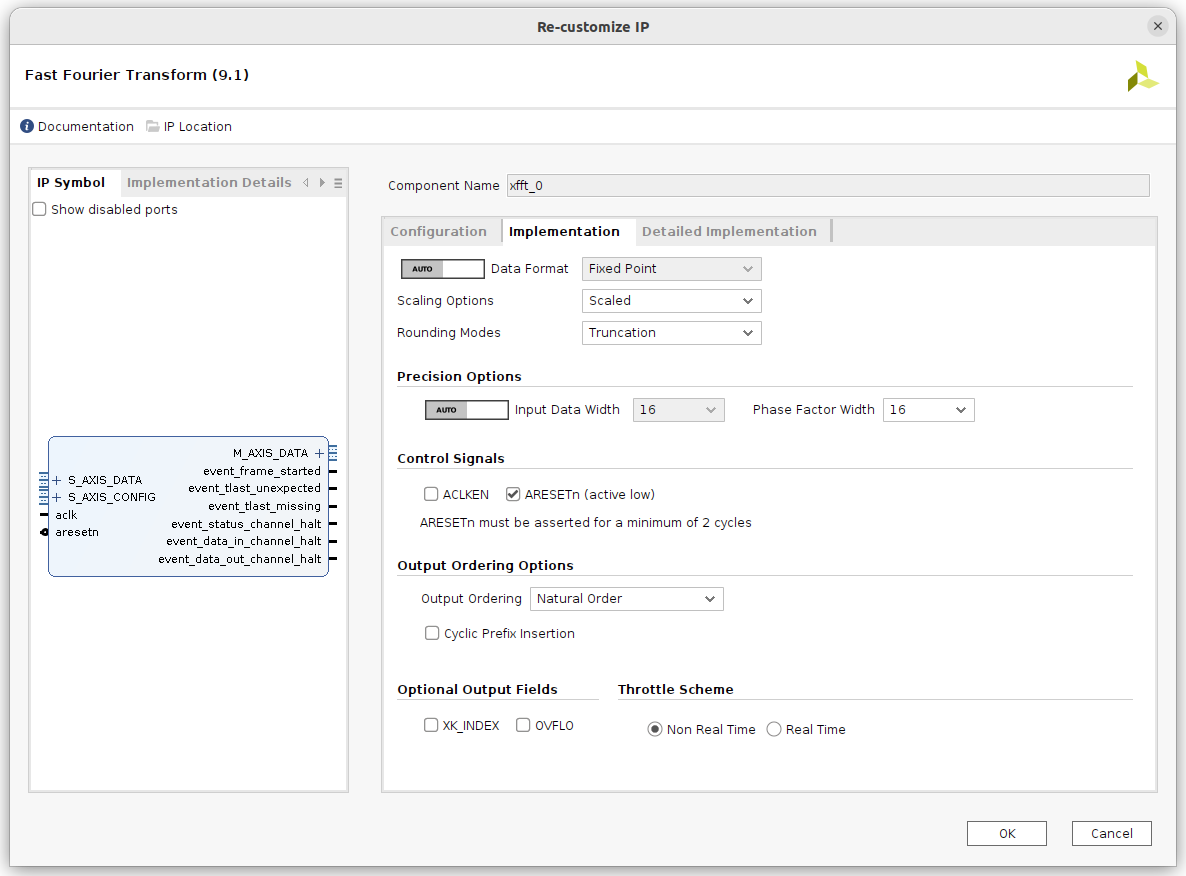 Re-customize IP
Fast Fourier Transform (9.1)
Documentation IP Location
IP Symbol Implementation Details
Show disabled ports
S_AXIS_DATA
S_AXIS_CONFIG
aclk
aresetn
M_AXIS_DATA
event_frame_started
event_tlast_unexpected
event_tlast_missing
event_status_channel_halt
event_data_in_channel_halt
event_data_out_channel_halt
Component Name xfft_0
Configuration Implementation Detailed Implementation
AUTO Data Format Fixed Point
Scaling Options Scaled
Rounding Modes Truncation
Precision Options
AUTO Input Data Width 16 Phase Factor Width 16
Control Signals
ACLKEN ARESETn (active low)
ARESETn must be asserted for a minimum of 2 cycles
Output Ordering Options
Output Ordering Natural Order
Cyclic Prefix Insertion
Optional Output Fields Throttle Scheme
XK_INDEX OVFLO Non Real Time Real Time
OK Cancel